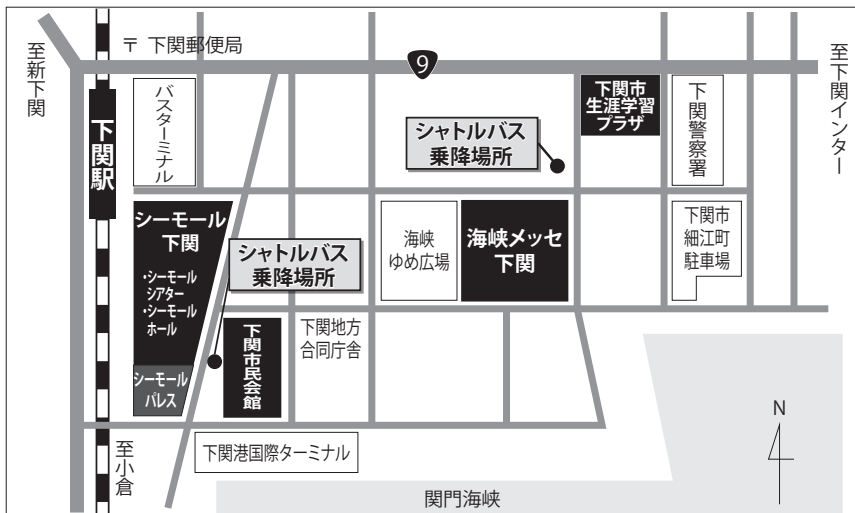 至新下関
〒 下関郵便局
9
至下関インター
下関駅
バスターミナル
シャトルバス
乗降場所
下関市
生涯学習
プラザ
下関警察署
シーモール
下関
・シーモール
シアター
・シーモール
ホール
シャトルバス
乗降場所
海峡
ゆめ広場
海峡メッセ
下関
下関市
細江町
駐車場
シーモール
パレス
下関市民会館
下関地方
合同庁舎
至小倉
下関港国際ターミナル
関門海峡
N